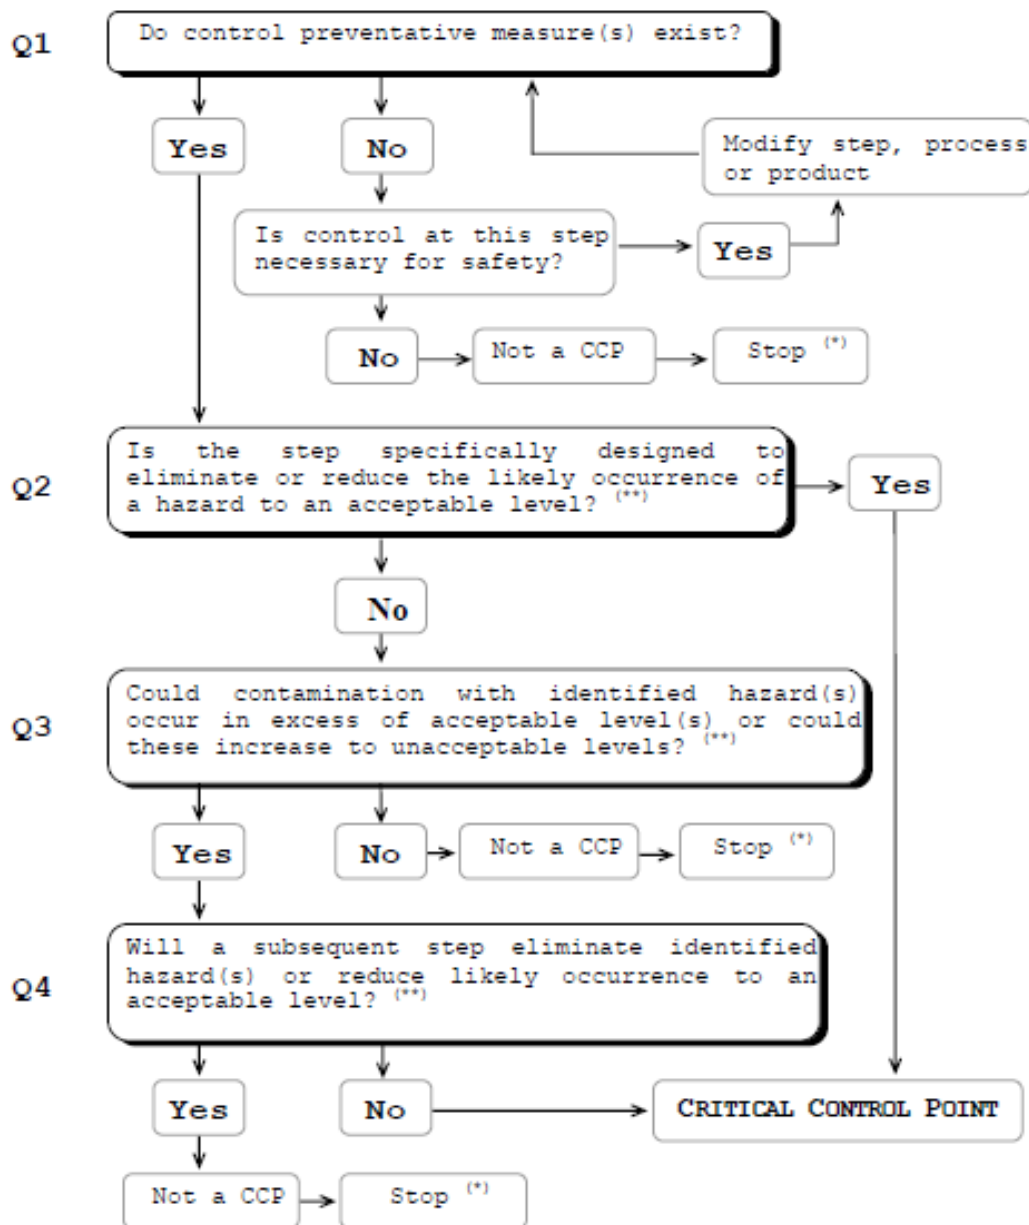 Q1
Do control preventative measure(s) exist?
Yes
No
Modify step, process
or product
Is control at this step
necessary for safety?
Yes
No
Not a CCP
Stop (*)
Q2
Is the step specifically designed to
eliminate or reduce the likely occurrence of
a hazard to an acceptable level? (**)
Yes
No
Q3
Could contamination with identified hazard(s)
occur in excess of acceptable level(s) or could
these increase to unacceptable levels? (**)
Yes
No
Not a CCP
Stop (*)
Q4
Will a subsequent step eliminate identified
hazard(s) or reduce likely occurrence to an
acceptable level? (**)
Yes
No
CRITICAL CONTROL POINT
Not a CCP
Stop (*)